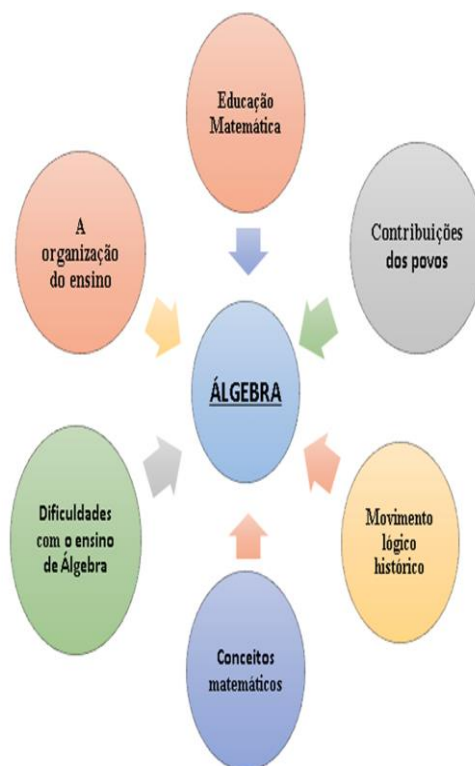 Educação
Matemática
A
organização
do ensino
Contribuições
dos povos
ÁLGEBRA
Dificuldades
com o ensino
de Álgebra
Movimento
lógico
histórico
Conceitos
matemáticos